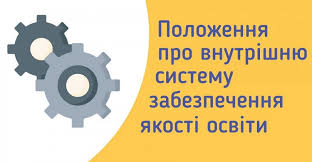 Положення
про внутрішню
систему
забезпечення
якості освіти